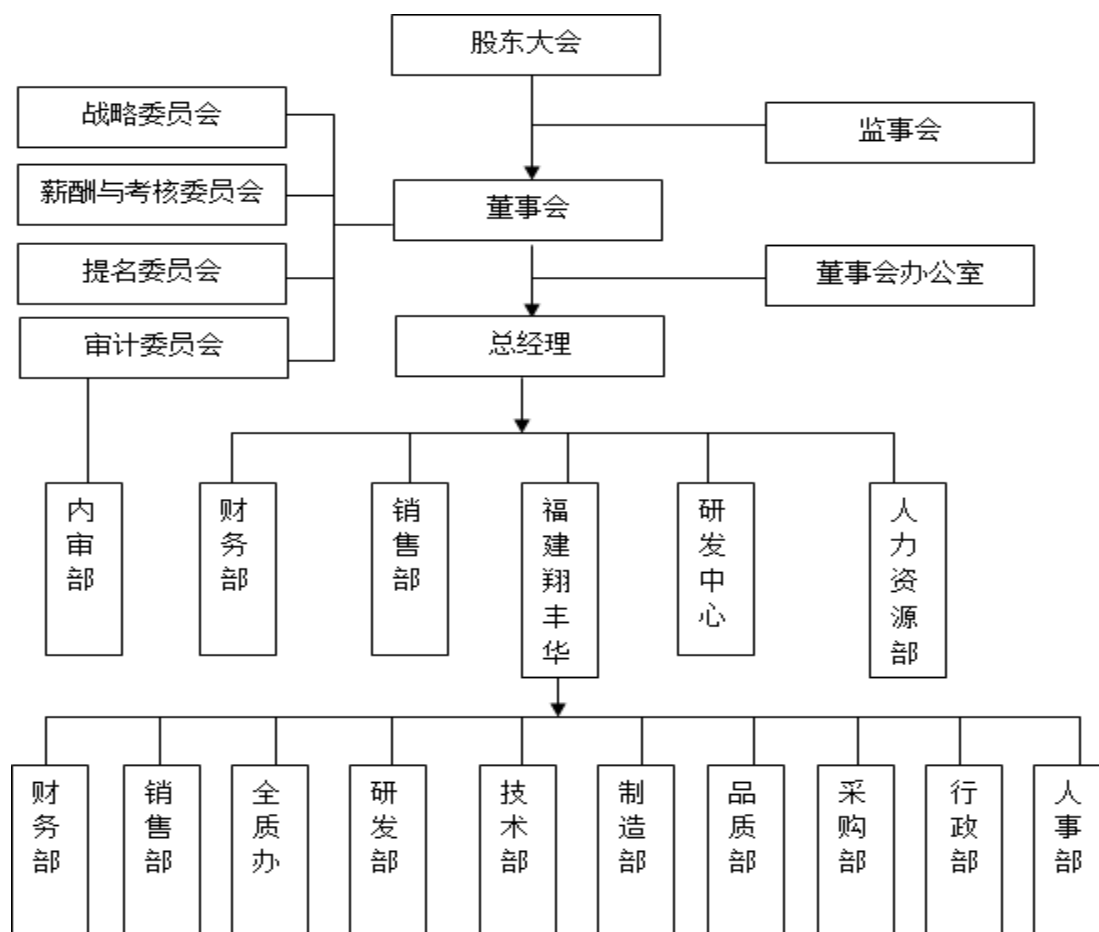 股东大会
战略委员会
监事会
薪酬与考核委员会
董事会
提名委员会
董事会办公室
审计委员会
总经理
内审部
财务部
销售部
福建翔丰华
研发中心
人力资源部
财务部
销售部
全质办
研发部
技术部
制造部
品质部
采购部
行政部
人事部